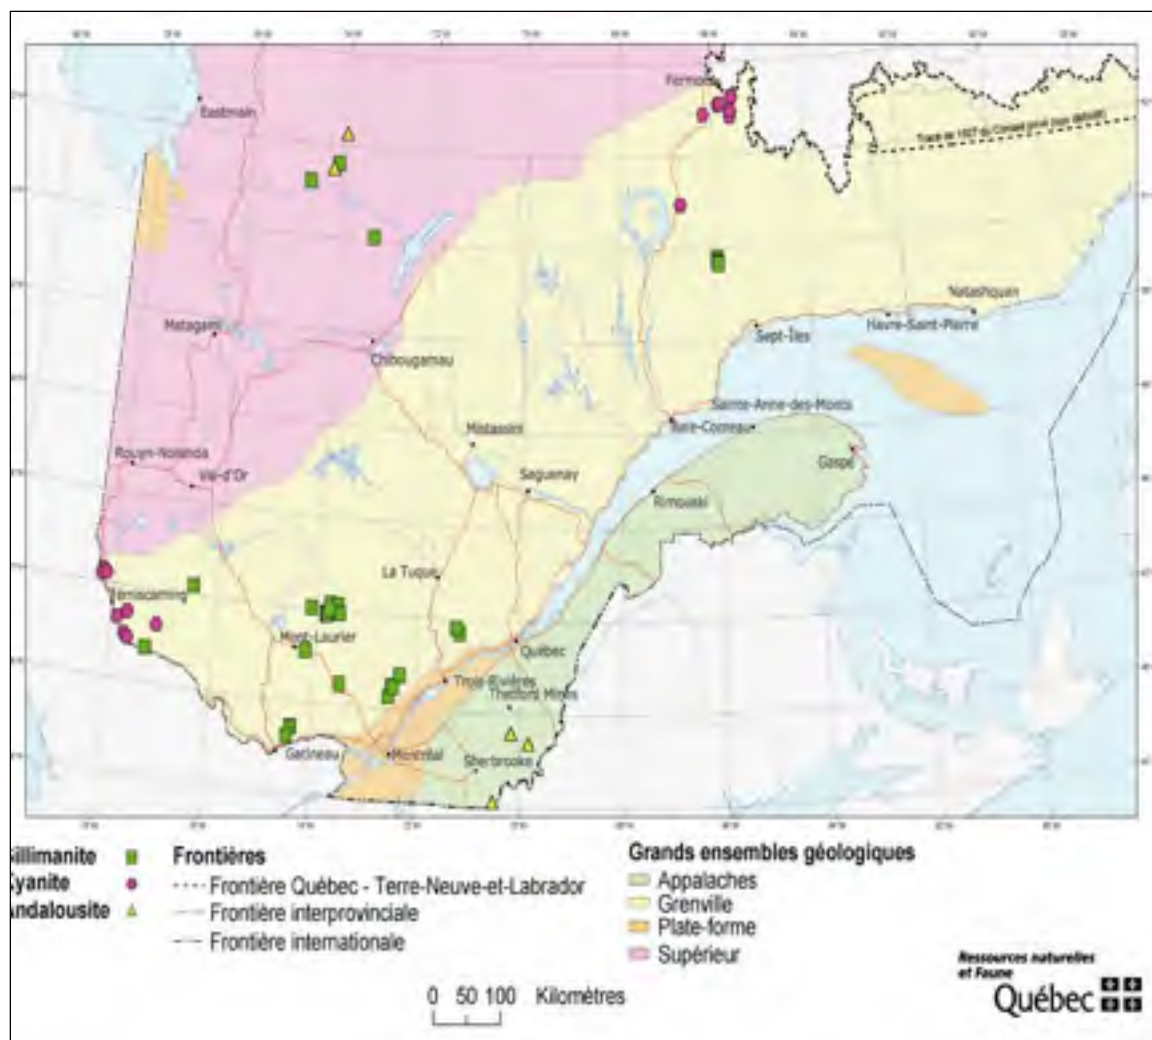 Fermont
Eastmain
Tracé de 1927 du Conseil privé (non définitif)
Natashquan
Matagami
Havre-Saint-Pierre
Sept-Îles
Chibougamau
Sainte-Anne-des-Monts
Mistassini
Baie-Comeau
Rouyn-Noranda
Gaspé
Val-d'Or
Saguenay
Rimouski
La Tuque
Témiscaming
Mont-Laurier
Québec
Trois-Rivières
Thetford Mines
Gatineau
Montréal
Sherbrooke
illimanite
Frontières
Grands ensembles géologiques
yanite
Frontière Québec - Terre-Neuve-et-Labrador
Appalaches
ndalousite
Frontière interprovinciale
Grenville
Frontière internationale
Plate-forme
Supérieur
0 50 100 Kilomètres
Ressources naturelles
et Faune
Québec